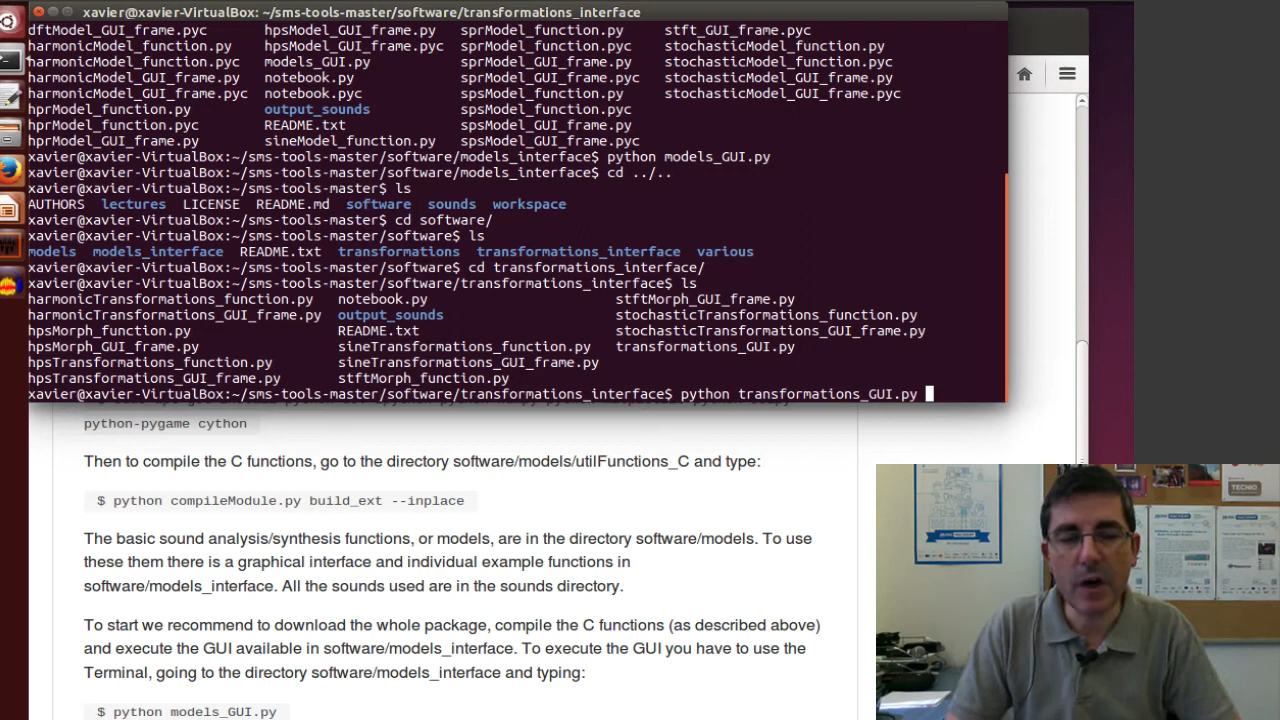 xavier@xavier-VirtualBox: ~/sms-tools-master/software/transformations_interface
dftModel_GUI_frame.pyc hpsModel_GUI_frame.py sprModel_function.py stft_GUI_frame.pyc
harmonicModel_function.py hpsModel_GUI_frame.pyc sprModel_function.pyc stochasticModel_function.py
harmonicModel_function.pyc models_GUI.py sprModel_GUI_frame.py stochasticModel_function.pyc
harmonicModel_GUI_frame.py notebook.py sprModel_GUI_frame.pyc stochasticModel_GUI_frame.py
harmonicModel_GUI_frame.pyc notebook.pyc spsModel_function.py stochasticModel_GUI_frame.pyc
hprModel_function.py output_sounds spsModel_function.pyc
hprModel_function.pyc README.txt spsModel_GUI_frame.py
hprModel_GUI_frame.py sineModel_function.py spsModel_GUI_frame.pyc
xavier@xavier-VirtualBox:~/sms-tools-master/software/models_interface$ python models_GUI.py
xavier@xavier-VirtualBox:~/sms-tools-master/software/models_interface$ cd ../..
xavier@xavier-VirtualBox:~/sms-tools-master$ ls
AUTHORS lectures LICENSE README.md software sounds workspace
xavier@xavier-VirtualBox:~/sms-tools-master$ cd software/
xavier@xavier-VirtualBox:~/sms-tools-master/software$ ls
models models_interface README.txt transformations transformations_interface various
xavier@xavier-VirtualBox:~/sms-tools-master/software$ cd transformations_interface/
xavier@xavier-VirtualBox:~/sms-tools-master/software/transformations_interface$ ls
harmonicTransformations_function.py notebook.py stftMorph_GUI_frame.py
harmonicTransformations_GUI_frame.py output_sounds stochasticTransformations_function.py
hpsMorph_function.py README.txt stochasticTransformations_GUI_frame.py
hpsMorph_GUI_frame.py sineTransformations_function.py transformations_GUI.py
hpsTransformations_function.py sineTransformations_GUI_frame.py
hpsTransformations_GUI_frame.py stftMorph_function.py
xavier@xavier-VirtualBox:~/sms-tools-master/software/transformations_interface$ python transformations_GUI.py
python-pygame cython
Then to compile the C functions, go to the directory software/models/utilFunctions_C and type:
$ python compileModule.py build_ext --inplace
The basic sound analysis/synthesis functions, or models, are in the directory software/models. To use
these them there is a graphical interface and individual example functions in
software/models_interface. All the sounds used are in the sounds directory.
To start we recommend to download the whole package, compile the C functions (as described above)
and execute the GUI available in software/models_interface. To execute the GUI you have to use the
Terminal, going to the directory software/models_interface and typing:
$ python models_GUI.py